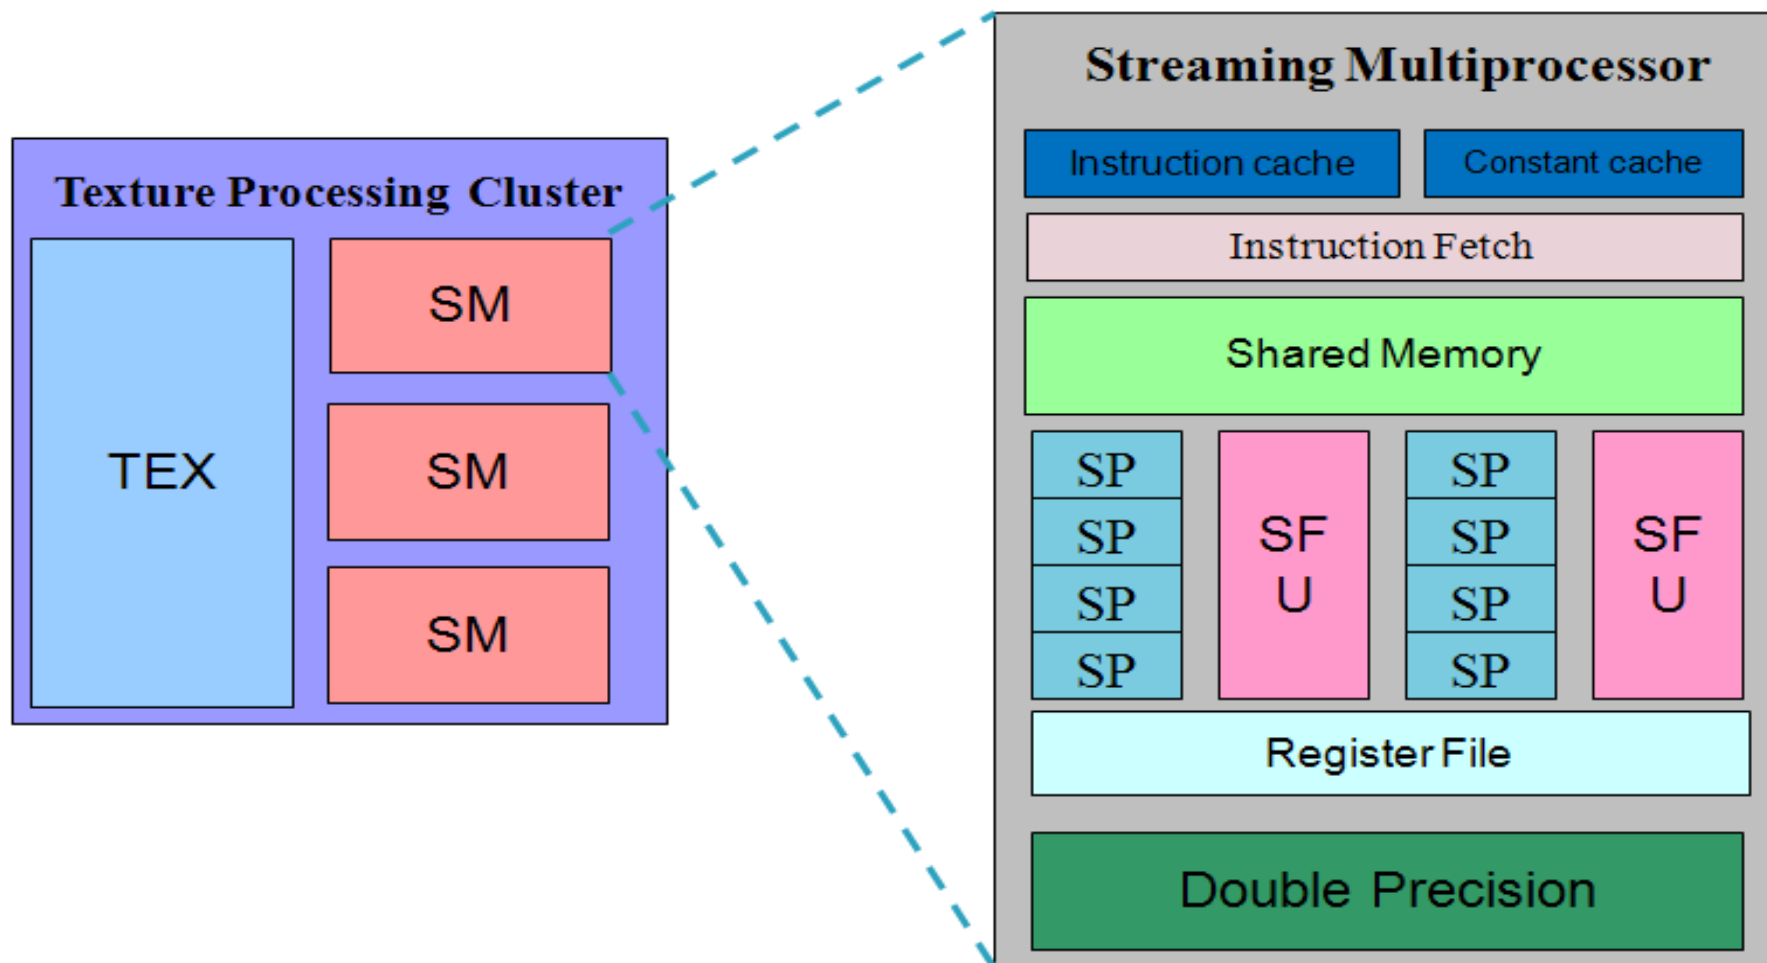 Texture Processing Cluster
TEX
SM
SM
SM
Streaming Multiprocessor
Instruction cache
Constant cache
Instruction Fetch
Shared Memory
SP
SP
SP
SP
SF
U
SP
SP
SP
SP
SF
U
Register File
Double Precision